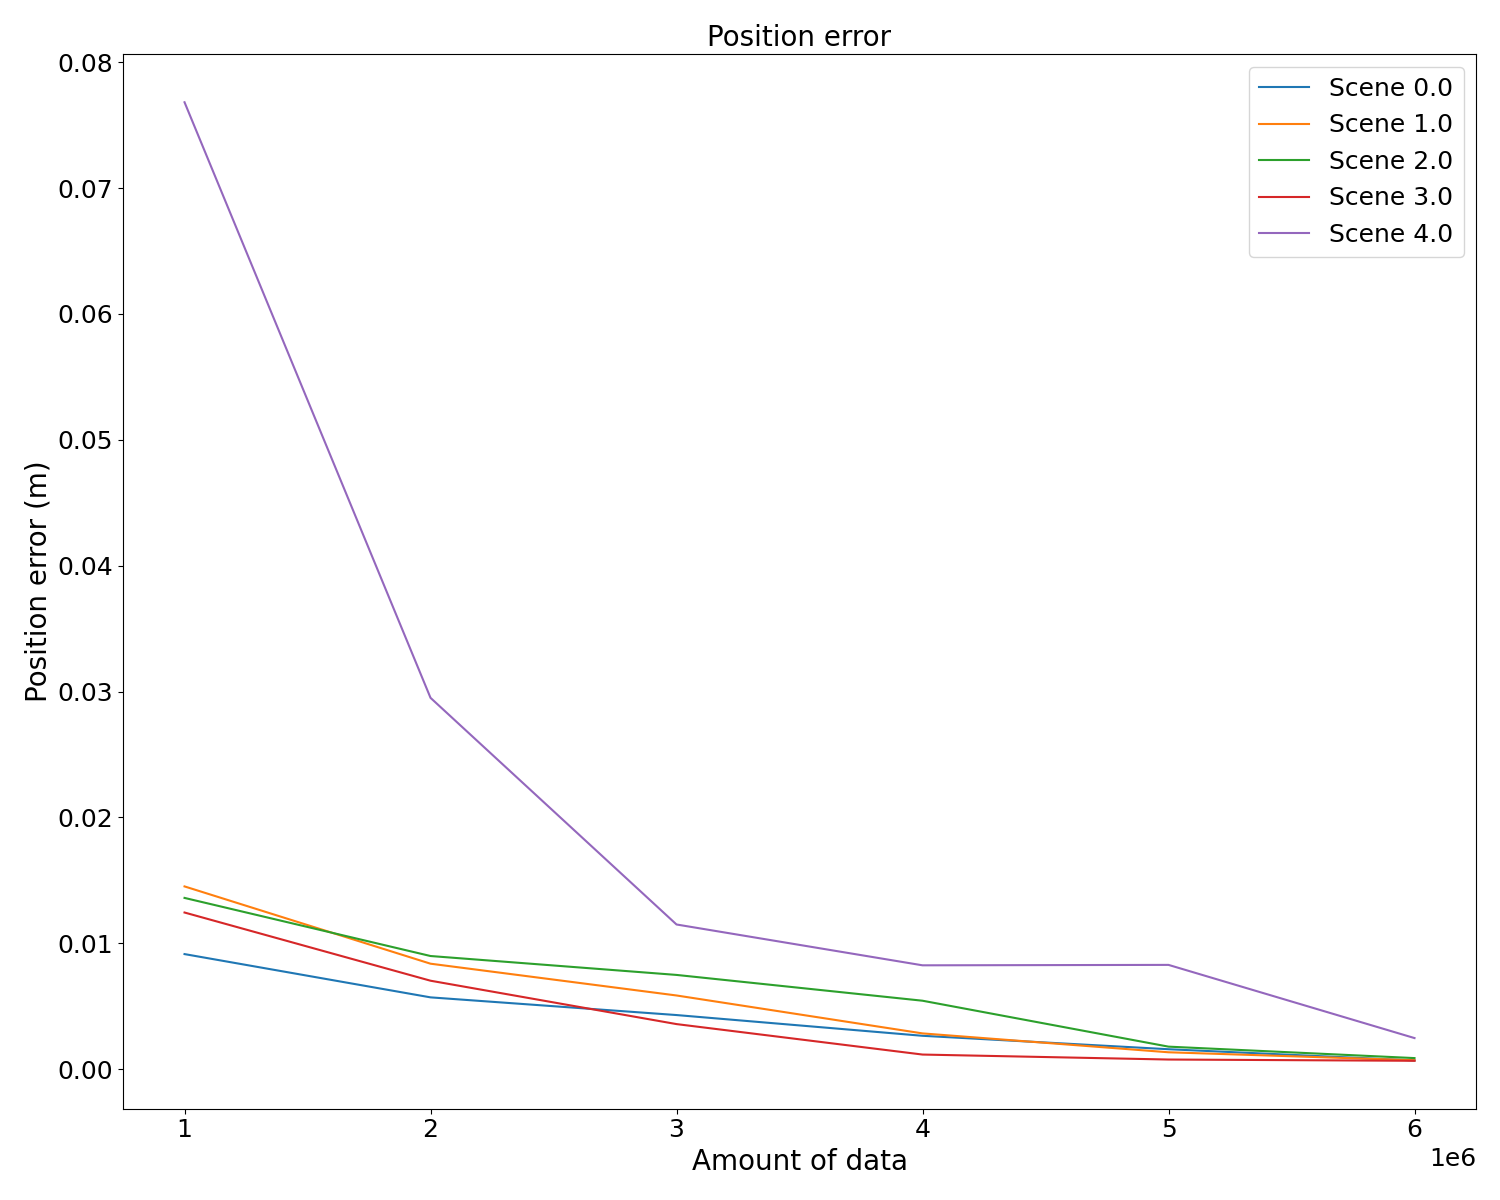 Position error
0.08
0.07
0.06
0.05
0.04
0.03
0.02
0.01
0.00
Position error (m)
Scene 0.0
Scene 1.0
Scene 2.0
Scene 3.0
Scene 4.0
1 2 3 4 5 6
1e6
Amount of data